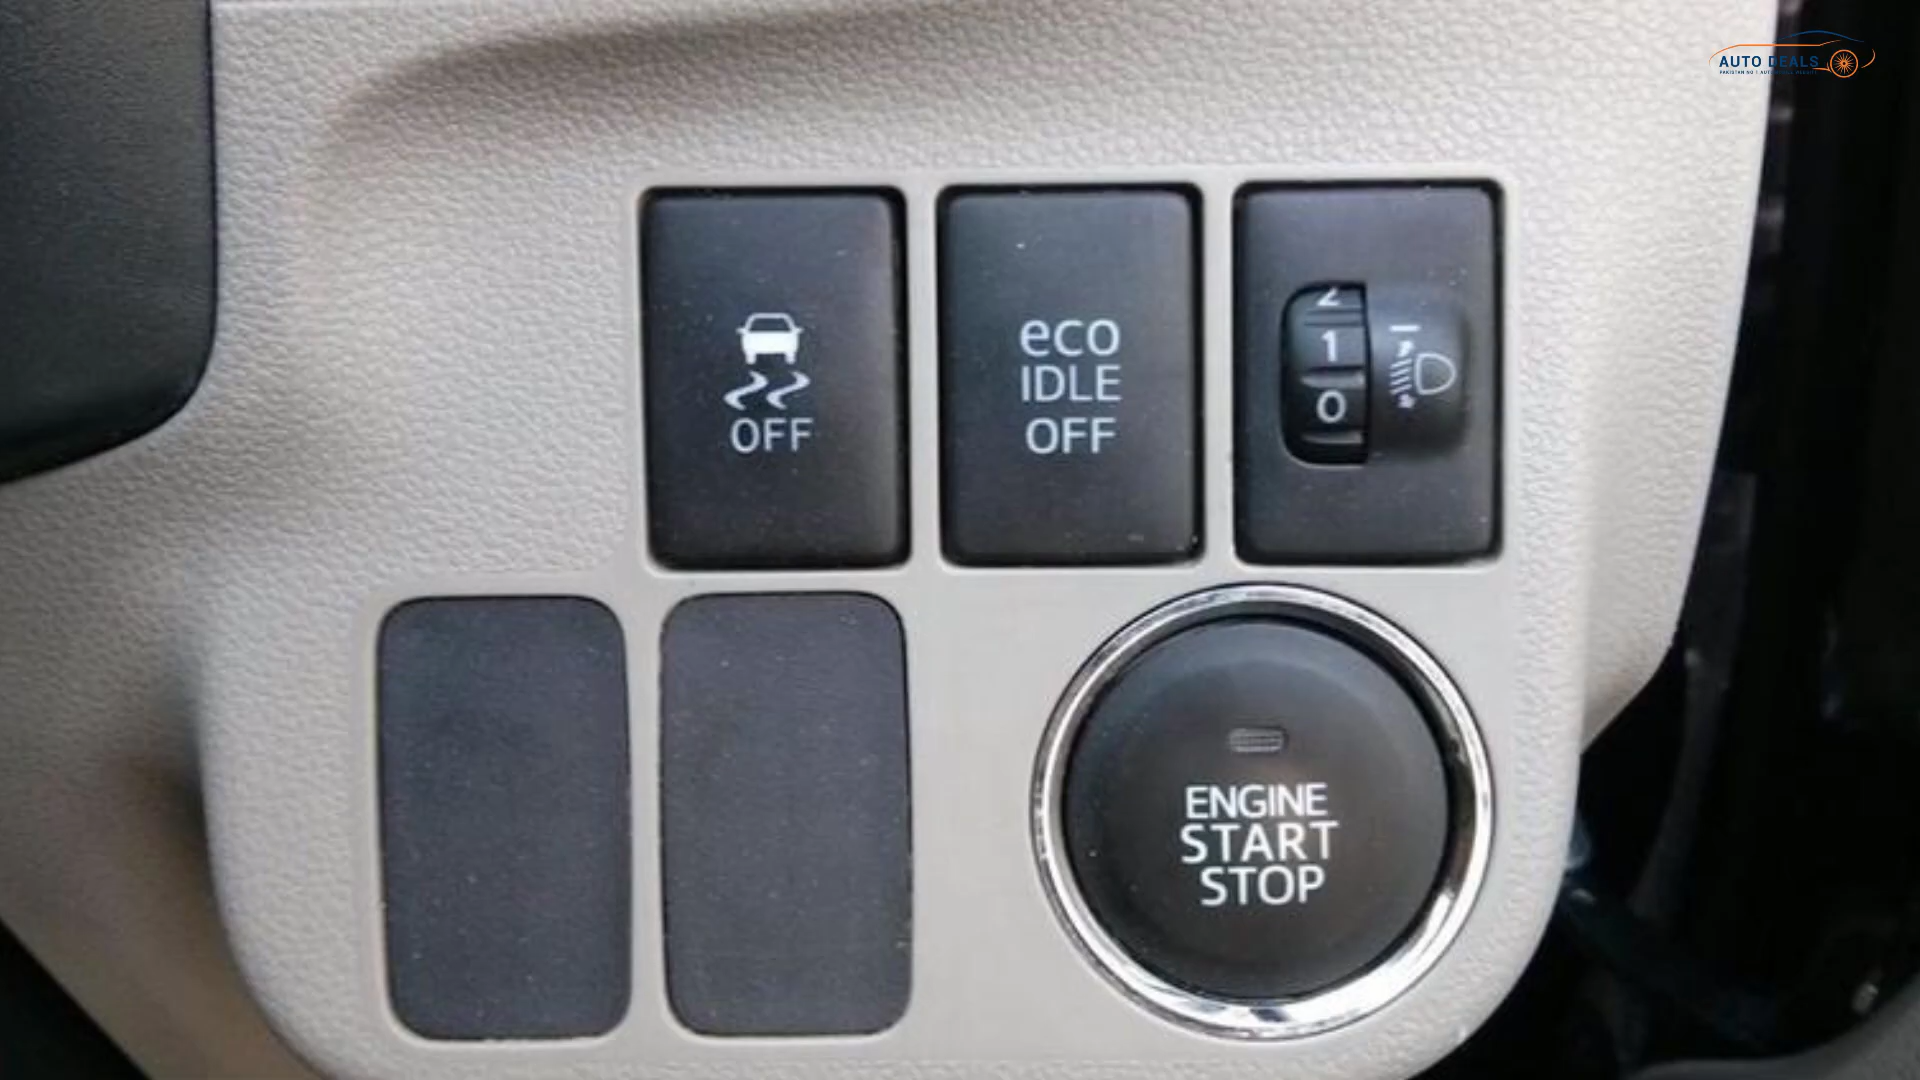 AUTO DEALS
OFF
eco
IDLE
OFF
2
1
0
ENGINE
START
STOP